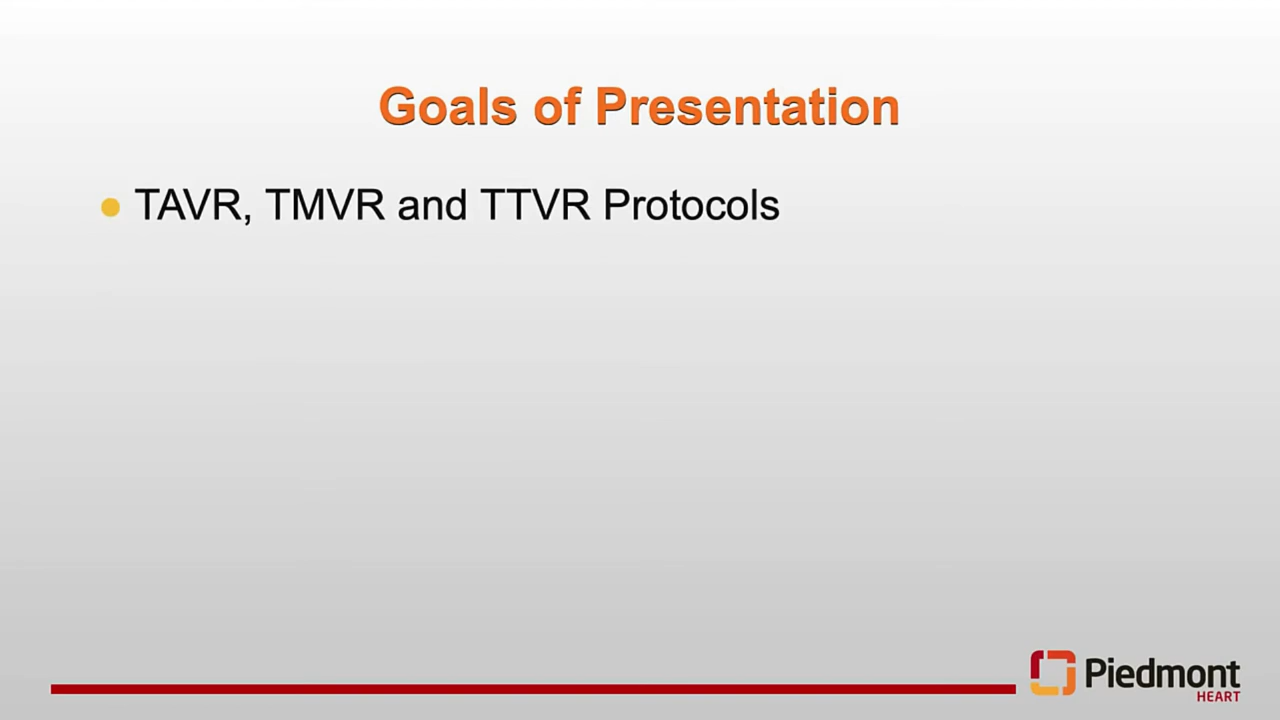 Goals of Presentation
TAVR, TMVR and TTVR Protocols
Piedmont
HEART